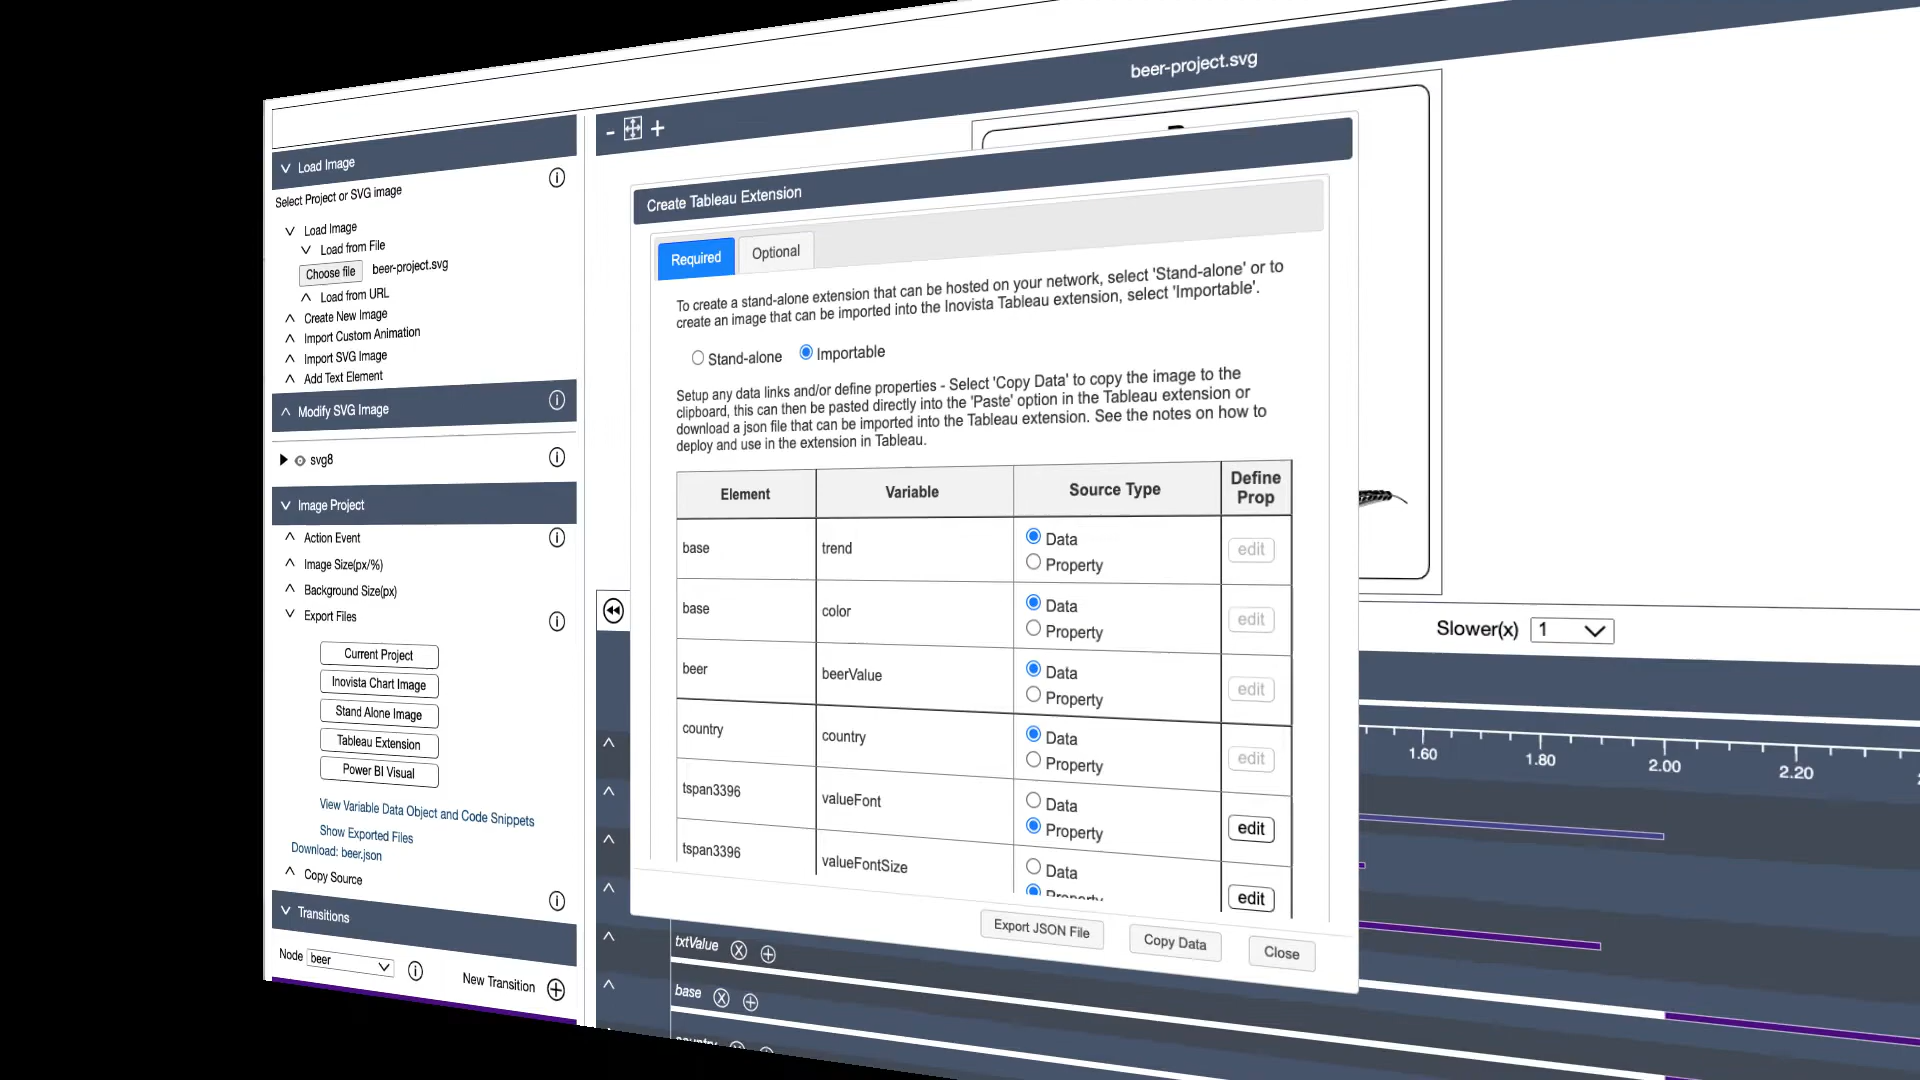 beer-project.svg
Load Image
Select Project or SVG image
Load Image
Load from File
Choose file beer-project.svg
Load from URL
Create New Image
Import Custom Animation
Import SVG Image
Add Text Element
Modify SVG Image
svg8
Image Project
Action Event
Image Size(px/%)
Background Size(px)
Export Files
Current Project
Inovista Chart Image
Stand Alone Image
Tableau Extension
Power BI Visual
View Variable Data Object and Code Snippets
Show Exported Files
Download: beer.json
Copy Source
Transitions
Node beer New Transition
- +
Create Tableau Extension
Required Optional
To create a stand-alone extension that can be hosted on your network, select 'Stand-alone' or to
create an image that can be imported into the Inovista Tableau extension, select 'Importable'.
Stand-alone Importable
Setup any data links and/or define properties - Select 'Copy Data' to copy the image to the
clipboard, this can then be pasted directly into the 'Paste' option in the Tableau extension or
download a json file that can be imported into the Tableau extension. See the notes on how to
deploy and use in the extension in Tableau.
Element Variable Source Type Define Prop
base trend Data Property edit
base color Data Property edit
beer beerValue Data Property edit
country country Data Property edit
tspan3396 valueFont Data Property edit
tspan3396 valueFontSize Data Property edit
Export JSON File Copy Data Close
Slower(x) 1
1.60 1.80 2.00 2.20
txtValue
base
country